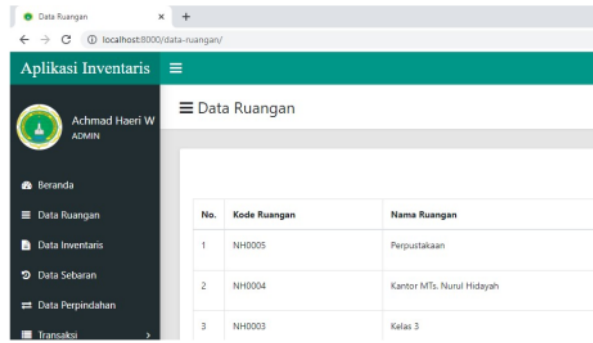 Data Ruangan
localhost:8000/data-ruangan/
Aplikasi Inventaris
Achmad Haeri W
ADMIN
Beranda
Data Ruangan
Data Inventaris
Data Sebaran
Data Perpindahan
Transaksi
Data Ruangan
No. Kode Ruangan Nama Ruangan
1 NH0005 Perpustakaan
2 NH0004 Kantor MTs. Nurul Hidayah
3 NH0003 Kelas 3